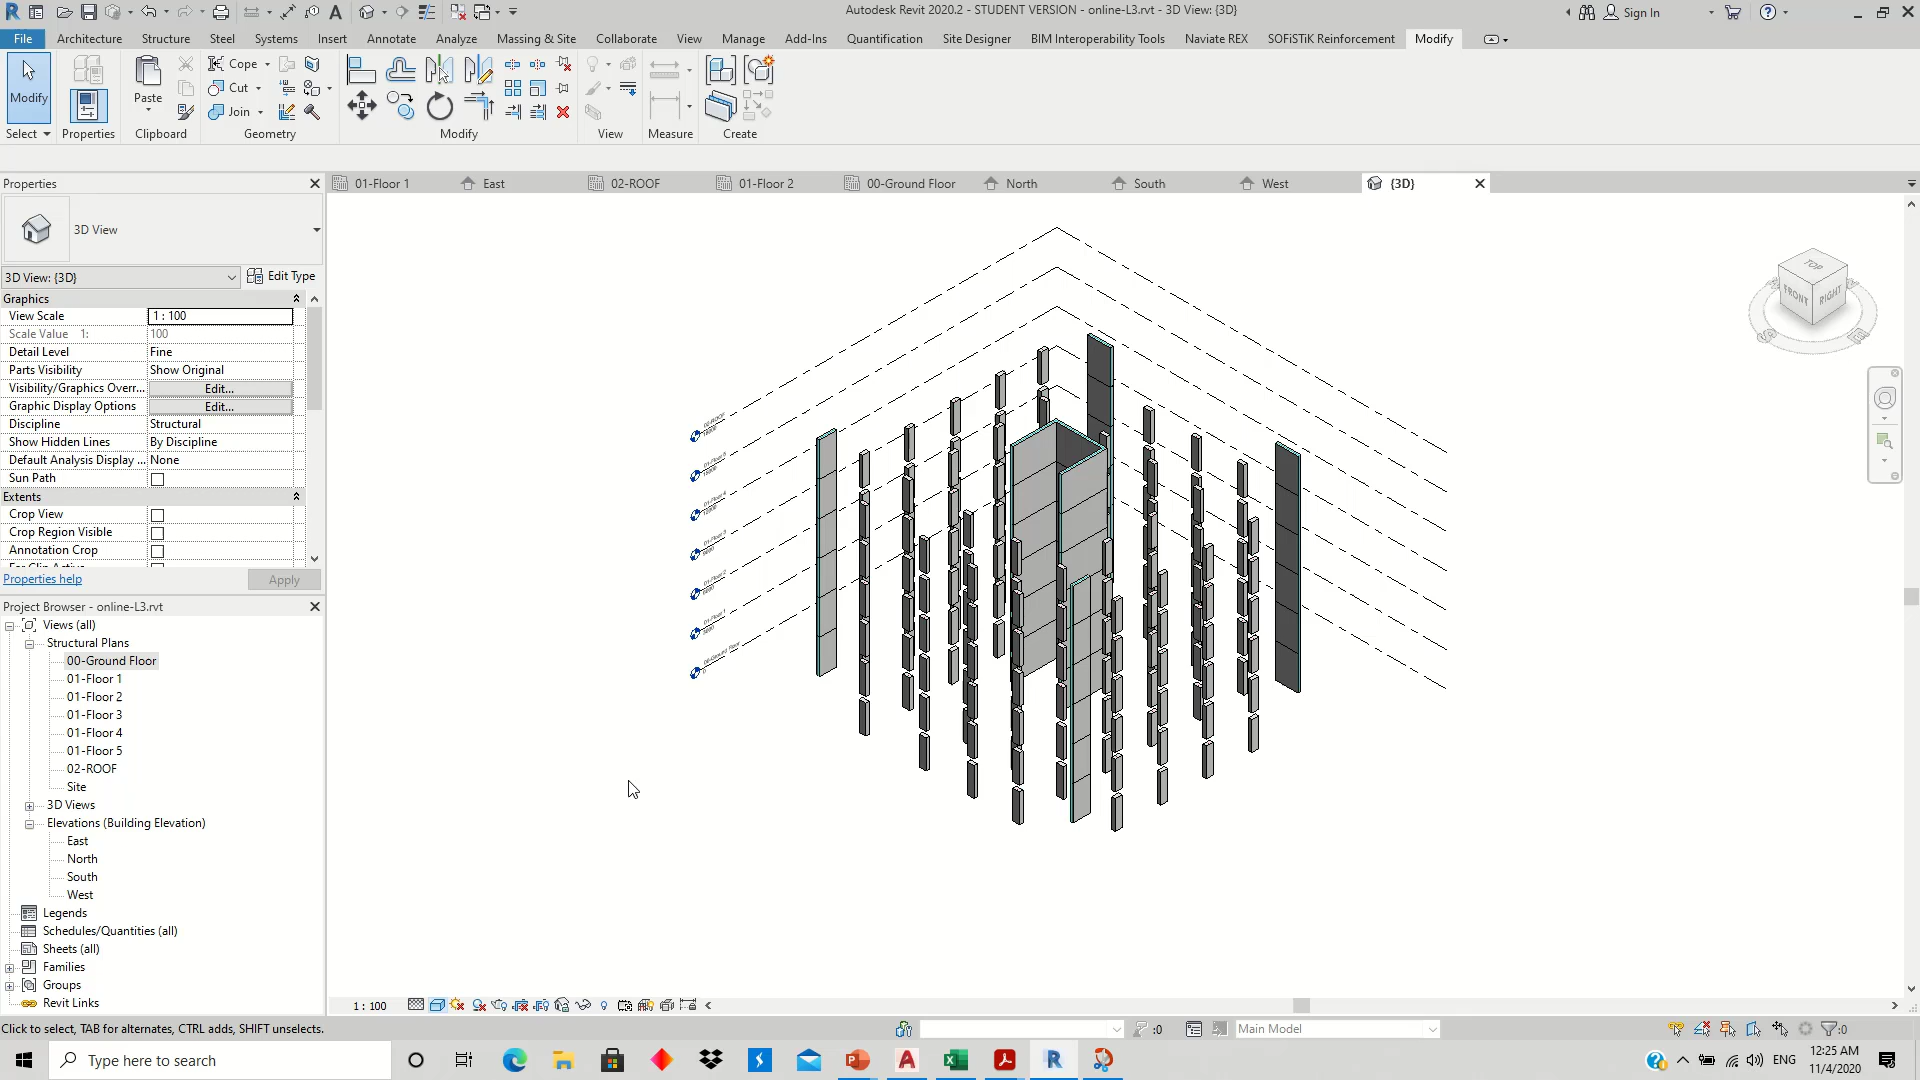 Autodesk Revit 2020.2 - STUDENT VERSION - online-L3.rvt - 3D View: {3D}
Sign In
File Architecture Structure Steel Systems Insert Annotate Analyze Massing & Site Collaborate View Manage Add-Ins Quantification Site Designer BIM Interoperability Tools Naviate REX SOFiSTiK Reinforcement Modify
Cope
Cut
Join
Modify
Paste
Select Properties Clipboard Geometry Modify View Measure Create
Properties
01-Floor 1 East 02-ROOF 01-Floor 2 00-Ground Floor North South West {3D}
3D View
3D View: {3D}
Edit Type
Graphics
View Scale 1 : 100
Scale Value 1: 100
Detail Level Fine
Parts Visibility Show Original
Visibility/Graphics Overr... Edit...
Graphic Display Options Edit...
Discipline Structural
Show Hidden Lines By Discipline
Default Analysis Display ... None
Sun Path
Extents
Crop View
Crop Region Visible
Annotation Crop
Properties help
Apply
TOP
FRONT
RIGHT
Project Browser - online-L3.rvt
Views (all)
Structural Plans
00-Ground Floor
01-Floor 1
01-Floor 2
01-Floor 3
01-Floor 4
01-Floor 5
02-ROOF
Site
3D Views
Elevations (Building Elevation)
East
North
South
West
Legends
Schedules/Quantities (all)
Sheets (all)
Families
Groups
Revit Links
1 : 100
Click to select, TAB for alternates, CTRL adds, SHIFT unselects.
:0
Main Model
:0
Type here to search
ENG
12:25 AM
11/4/2020